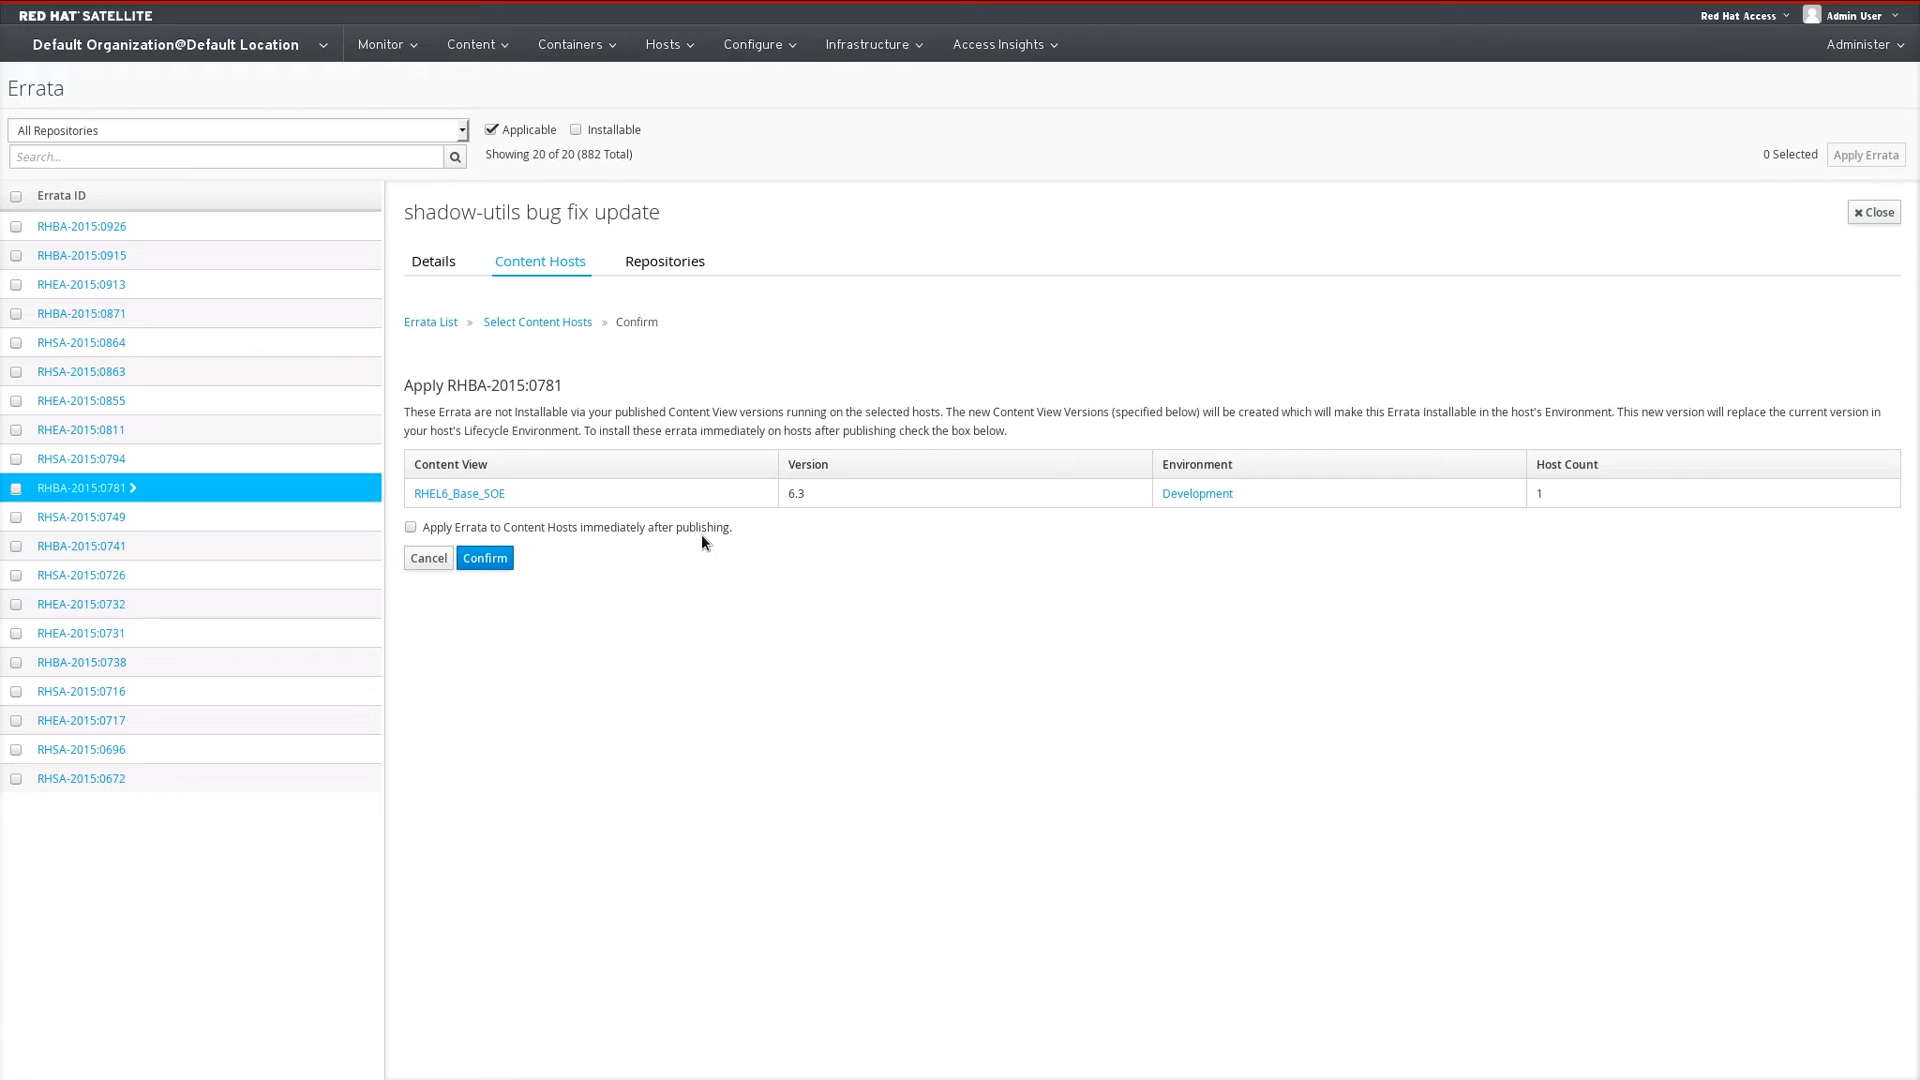 RED HAT SATELLITE
Red Hat Access
Admin User
Default Organization@Default Location
Monitor
Content
Containers
Hosts
Configure
Infrastructure
Access Insights
Administer
Errata
All Repositories
Applicable
Installable
Search...
Showing 20 of 20 (882 Total)
0 Selected
Apply Errata
Errata ID
RHBA-2015:0926
RHBA-2015:0915
RHEA-2015:0913
RHBA-2015:0871
RHSA-2015:0864
RHSA-2015:0863
RHEA-2015:0855
RHEA-2015:0811
RHSA-2015:0794
RHBA-2015:0781
RHSA-2015:0749
RHBA-2015:0741
RHSA-2015:0726
RHEA-2015:0732
RHEA-2015:0731
RHBA-2015:0738
RHSA-2015:0716
RHEA-2015:0717
RHSA-2015:0696
RHSA-2015:0672
shadow-utils bug fix update
Close
Details
Content Hosts
Repositories
Errata List » Select Content Hosts » Confirm
Apply RHBA-2015:0781
These Errata are not Installable via your published Content View versions running on the selected hosts. The new Content View Versions (specified below) will be created which will make this Errata Installable in the host's Environment. This new version will replace the current version in
your host's Lifecycle Environment. To install these errata immediately on hosts after publishing check the box below.
Content View
Version
Environment
Host Count
RHEL6_Base_SOE
6.3
Development
1
Apply Errata to Content Hosts immediately after publishing.
Cancel
Confirm